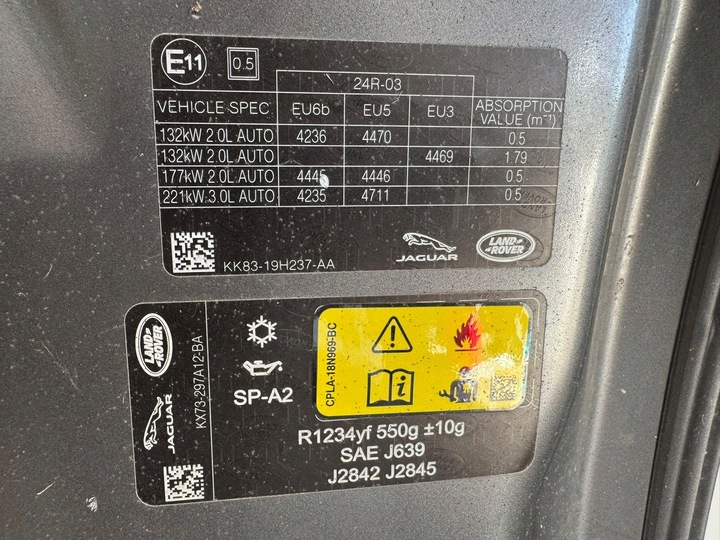 E11 0.5
24R-03
VEHICLE SPEC EU6b EU5 EU3 ABSORPTION VALUE (m⁻¹)
132kW 2.0L AUTO 4236 4470 0.5
132kW 2.0L AUTO 4469 1.79
177kW 2.0L AUTO 4445 4446 0.5
221kW 3.0L AUTO 4235 4711 0.5
KK83-19H237-AA JAGUAR LAND ROVER
LAND ROVER
JAGUAR
KX73-297A12-BA
SP-A2
CPLA-18N969-BC
R1234yf 550g ±10g
SAE J639
J2842 J2845